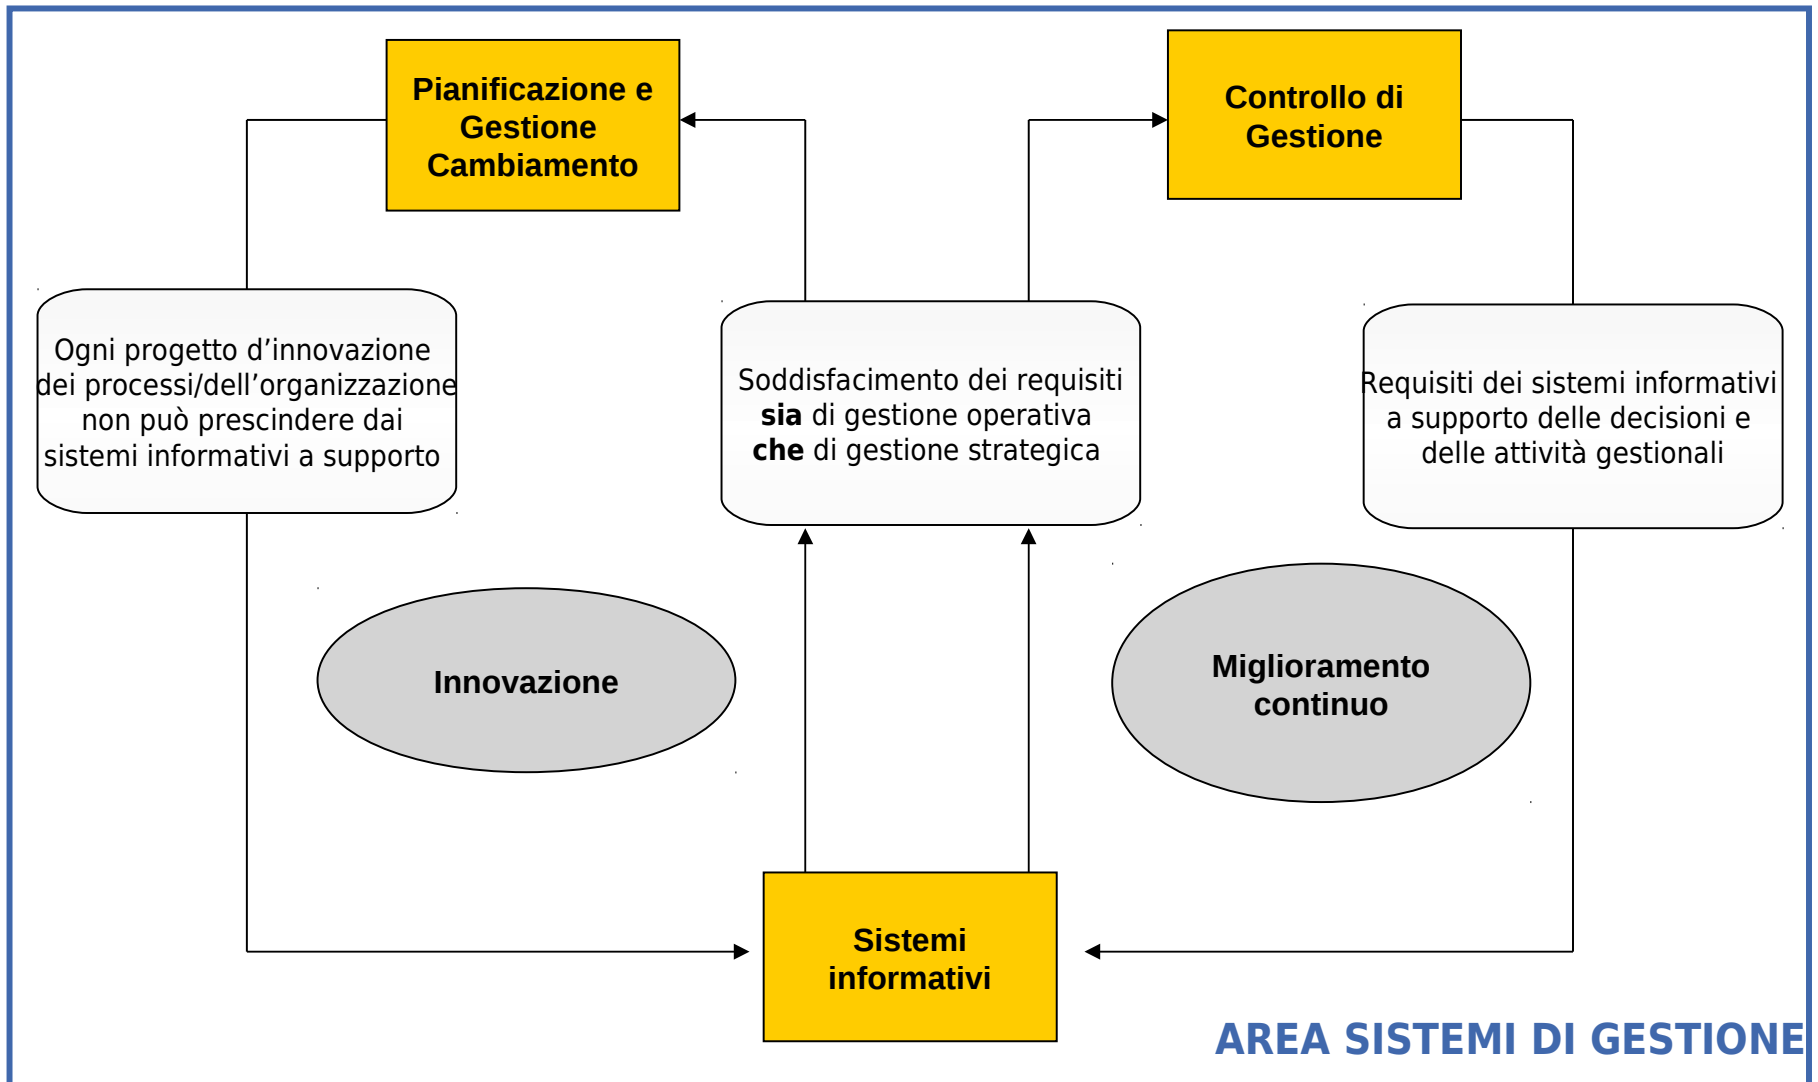 Pianificazione e
Gestione
Cambiamento
Controllo di
Gestione
Ogni progetto d’innovazione
dei processi/dell’organizzazione
non può prescindere dai
sistemi informativi a supporto
Soddisfacimento dei requisiti
sia di gestione operativa
che di gestione strategica
Requisiti dei sistemi informativi
a supporto delle decisioni e
delle attività gestionali
Innovazione
Miglioramento
continuo
Sistemi
informativi
AREA SISTEMI DI GESTIONE